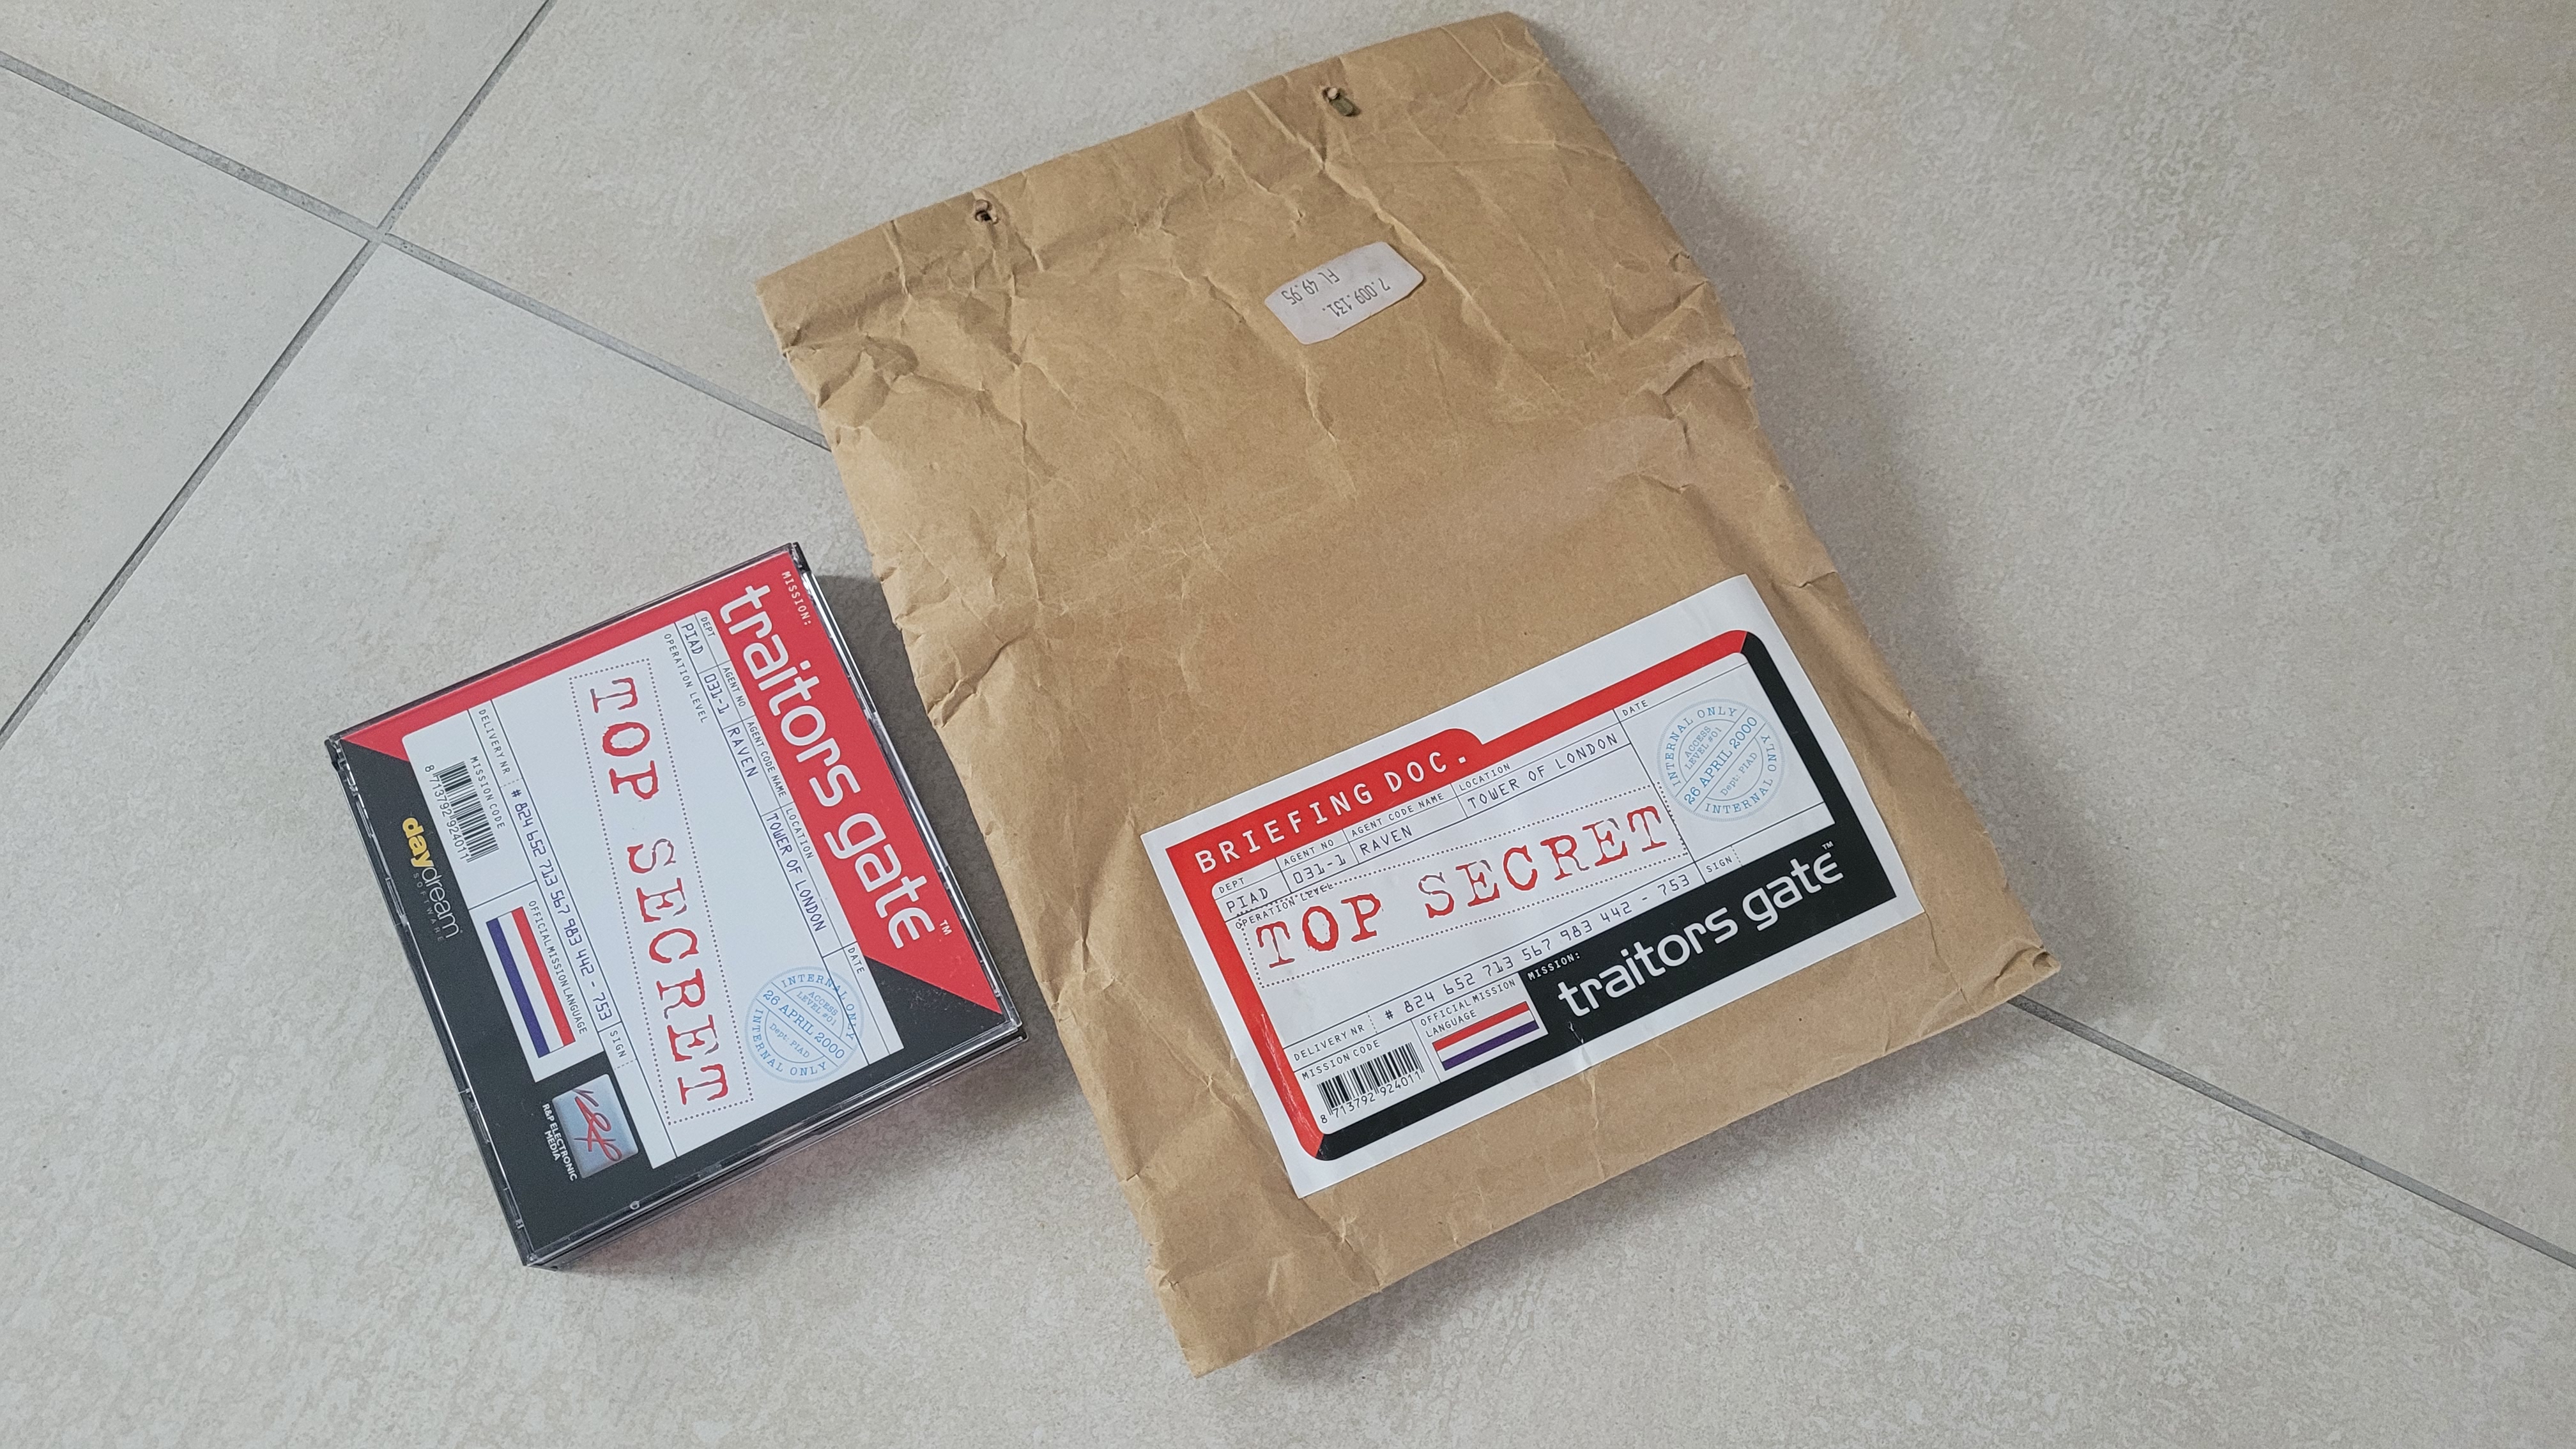 MISSION:
traitors gate™
DEPT
PIAD
AGENT NO
031-1
AGENT CODE NAME
RAVEN
LOCATION
TOWER OF LONDON
DATE
OPERATION LEVEL
TOP SECRET
INTERNAL ONLY
ACCESS
LEVEL #01
26 APRIL 2000
Dept: PIAD
INTERNAL ONLY
DELIVERY NR
# 824 652 713 567 983 442 - 753
SIGN
MISSION CODE
8 713792 924011
OFFICIAL MISSION LANGUAGE
daydream
SOFTWARE
R&P
R&P ELECTRONIC
MEDIA
7.009.131.
FL 49.95
BRIEFING DOC.
DEPT
PIAD
AGENT NO
031-1
AGENT CODE NAME
RAVEN
LOCATION
TOWER OF LONDON
DATE
OPERATION LEVEL
TOP SECRET
INTERNAL ONLY
ACCESS
LEVEL #01
26 APRIL 2000
Dept: PIAD
INTERNAL ONLY
DELIVERY NR
# 824 652 713 567 983 442 - 753
SIGN
MISSION CODE
8 713792 924011
OFFICIAL MISSION
LANGUAGE
MISSION:
traitors gate™